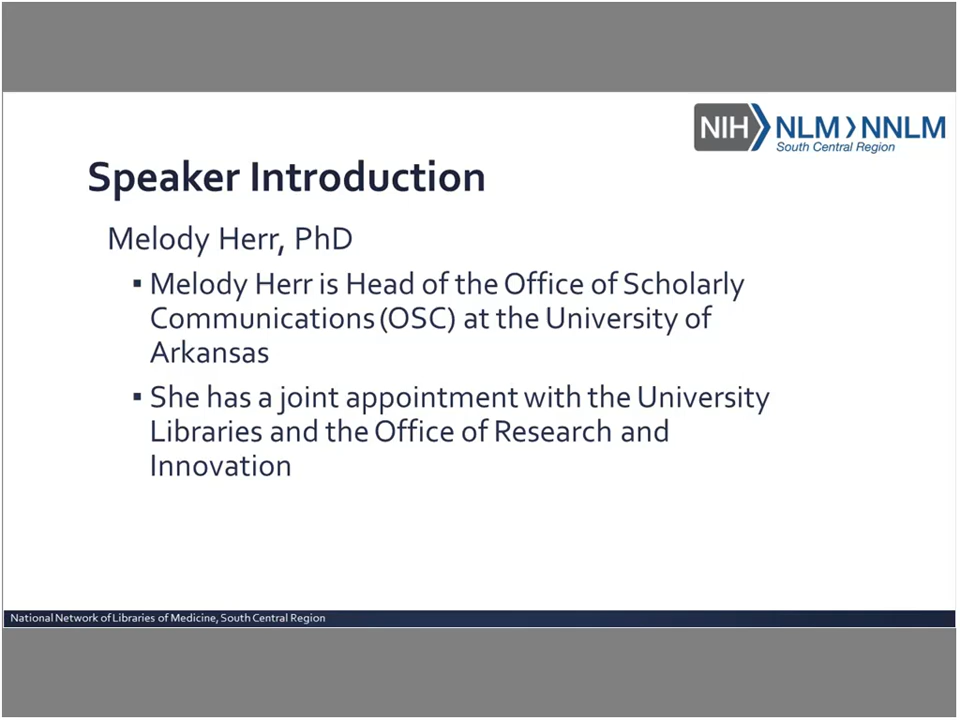 NIH NLM NNLM
South Central Region
Speaker Introduction
Melody Herr, PhD
▪ Melody Herr is Head of the Office of Scholarly
Communications (OSC) at the University of
Arkansas
▪ She has a joint appointment with the University
Libraries and the Office of Research and
Innovation
National Network of Libraries of Medicine, South Central Region